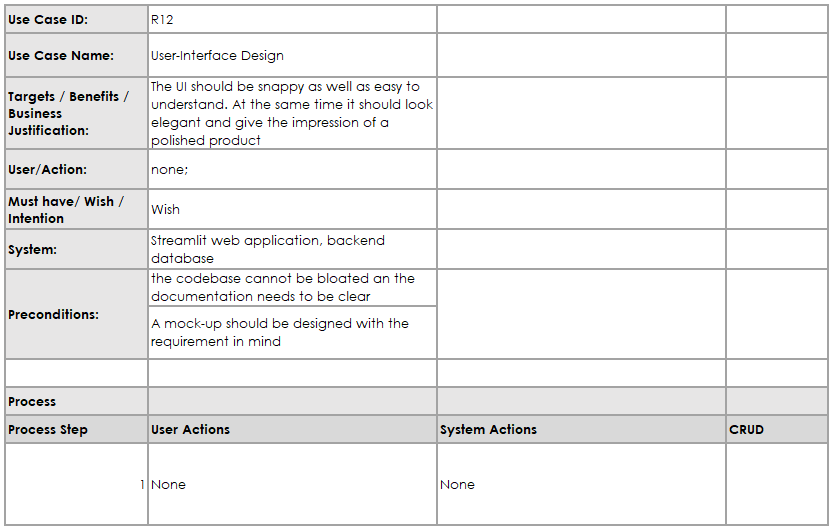 Use Case ID: R12
Use Case Name: User-Interface Design
Targets / Benefits /
Business
Justification:
The UI should be snappy as well as easy to
understand. At the same time it should look
elegant and give the impression of a
polished product
User/Action: none;
Must have/ Wish /
Intention
Wish
System:
Streamlit web application, backend
database
Preconditions:
the codebase cannot be bloated an the
documentation needs to be clear
A mock-up should be designed with the
requirement in mind
Process
Process Step User Actions System Actions CRUD
1 None None